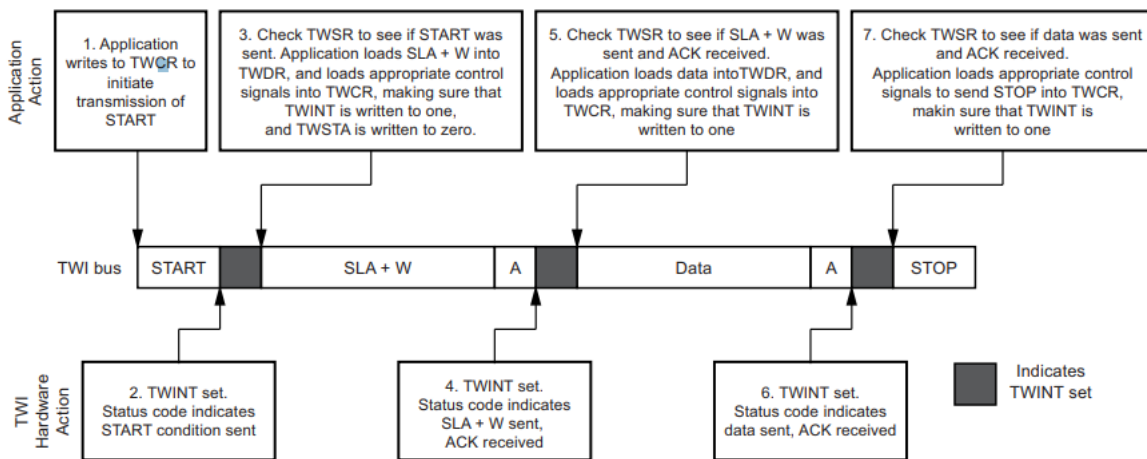 Application
Action
1. Application
writes to TWCR to
initiate
transmission of
START
3. Check TWSR to see if START was
sent. Application loads SLA + W into
TWDR, and loads appropriate control
signals into TWCR, making sure that
TWINT is written to one,
and TWSTA is written to zero.
5. Check TWSR to see if SLA + W was
sent and ACK received.
Application loads data intoTWDR, and
loads appropriate control signals into
TWCR, making sure that TWINT is
written to one
7. Check TWSR to see if data was sent
and ACK received.
Application loads appropriate control
signals to send STOP into TWCR,
makin sure that TWINT is
written to one
TWI bus
START
SLA + W
A
Data
A
STOP
TWI
Hardware
Action
2. TWINT set.
Status code indicates
START condition sent
4. TWINT set.
Status code indicates
SLA + W sent,
ACK received
6. TWINT set.
Status code indicates
data sent, ACK received
Indicates
TWINT set